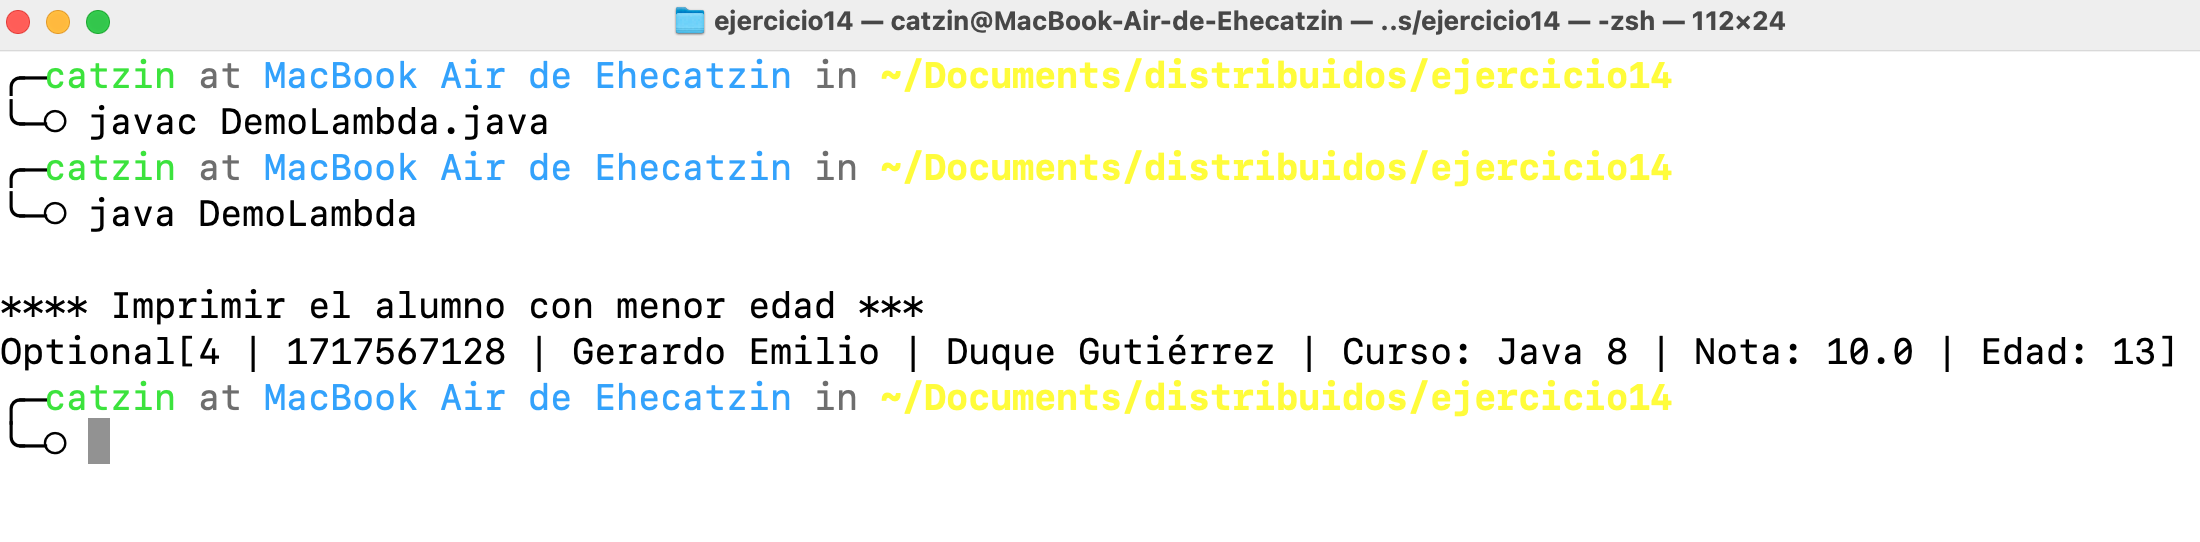 ejercicio14 — catzin@MacBook-Air-de-Ehecatzin — ..s/ejercicio14 — -zsh — 112×24
catzin at MacBook Air de Ehecatzin in ~/Documents/distribuidos/ejercicio14
javac DemoLambda.java
catzin at MacBook Air de Ehecatzin in ~/Documents/distribuidos/ejercicio14
java DemoLambda
**** Imprimir el alumno con menor edad ***
Optional[4 | 1717567128 | Gerardo Emilio | Duque Gutiérrez | Curso: Java 8 | Nota: 10.0 | Edad: 13]
catzin at MacBook Air de Ehecatzin in ~/Documents/distribuidos/ejercicio14